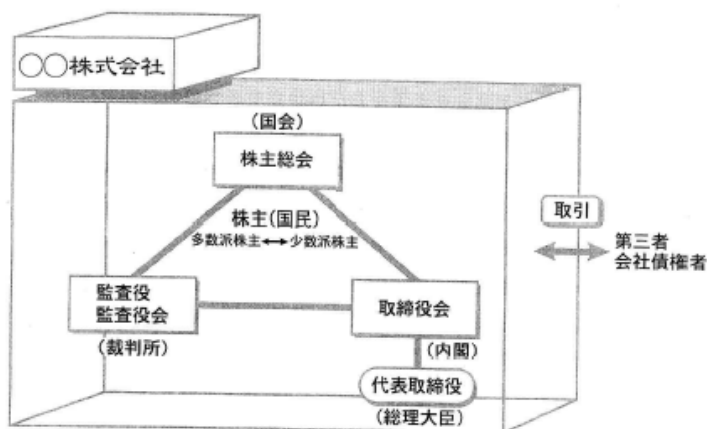 ○○株式会社
(国会)
株主総会
株主(国民)
多数派株主↔少数派株主
取引
第三者
会社債権者
監査役
監査役会
(裁判所)
取締役会
(内閣)
代表取締役
(総理大臣)